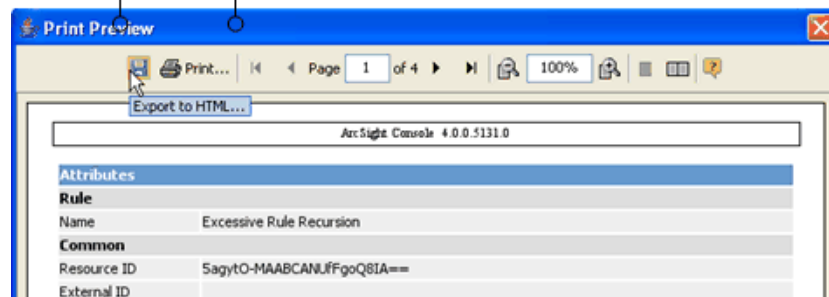 Print Preview
Print... Page 1 of 4 100% ?
Export to HTML...
ArcSight Console 4.0.0.5131.0
Attributes
Rule
Name Excessive Rule Recursion
Common
Resource ID 5agytO-MAABCANUfFgoQ8IA==
External ID